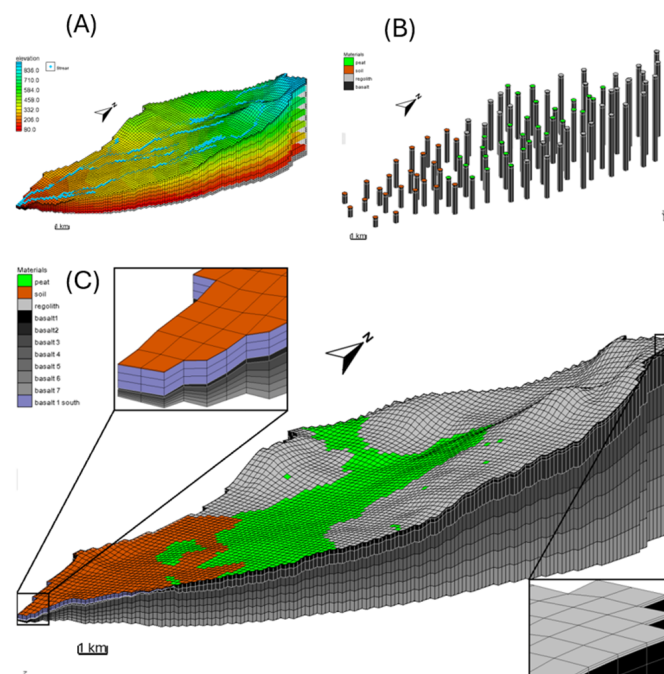 (A)
elevation
836.0
710.0
584.0
458.0
332.0
206.0
80.0
Stream
N
1 km
(B)
Materials
peat
soil
regolith
basalt
N
1 km
(C)
Materials
peat
soil
regolith
basalt1
basalt2
basalt 3
basalt 4
basalt 5
basalt 6
basalt 7
basalt 1 south
N
1 km